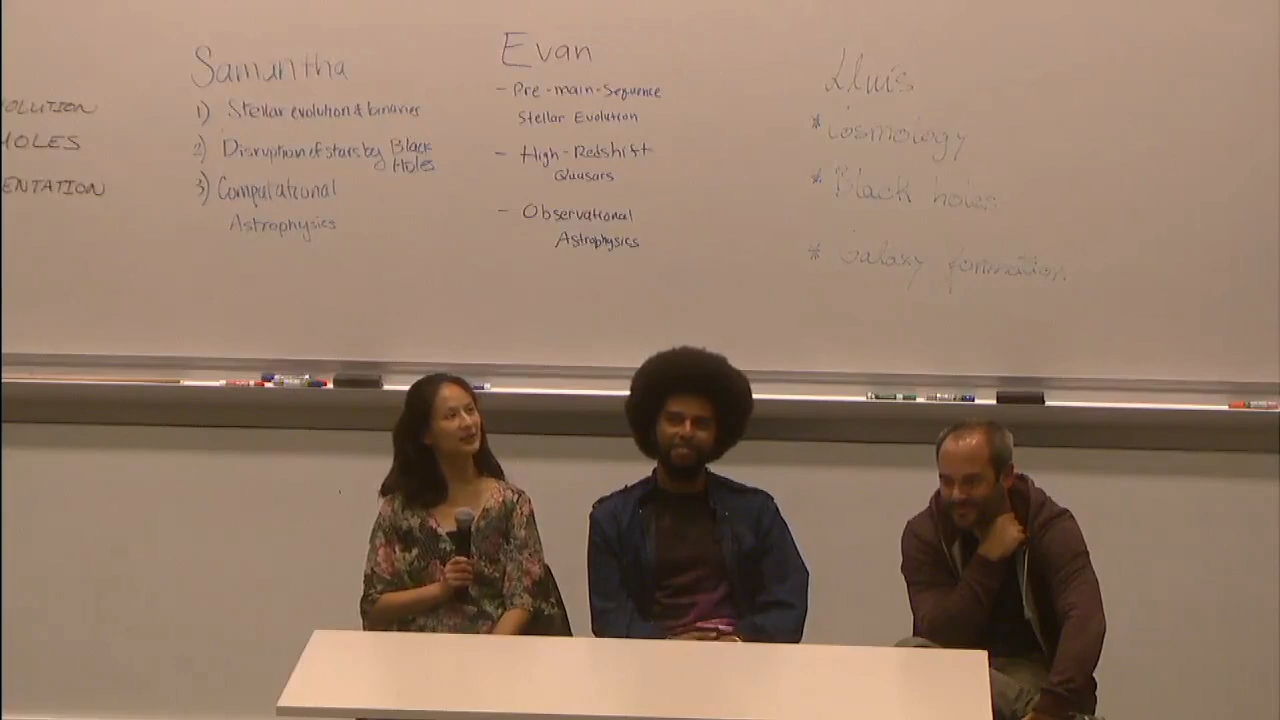 OLUTION
HOLES
ENTATION
Samantha
1) Stellar evolution & binaries
2) Disruption of stars by Black
Holes
3) Computational
Astrophysics
Evan
- Pre-main-Sequence
Stellar Evolution
- High-Redshift
Quasars
- Observational
Astrophysics
Lluís
* Cosmology
* Black holes
* Galaxy formation